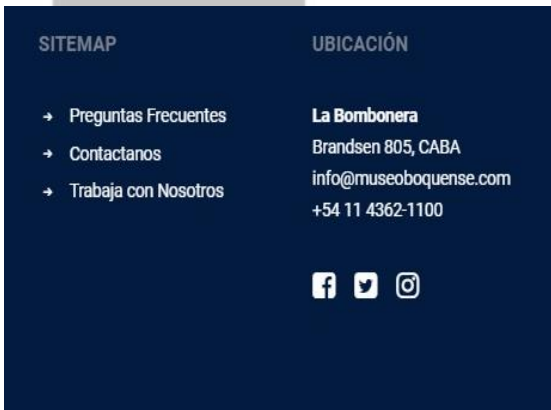 SITEMAP
Preguntas Frecuentes
Contactanos
Trabaja con Nosotros
UBICACIÓN
La Bombonera
Brandsen 805, CABA
info@museoboquense.com
+54 11 4362-1100